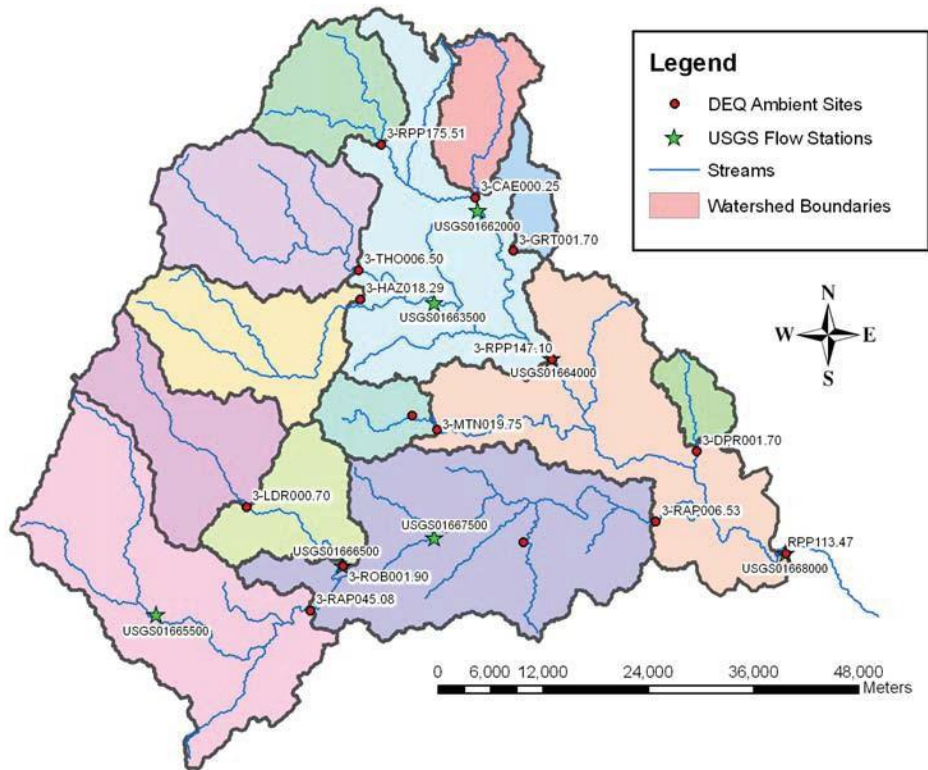 Legend
DEQ Ambient Sites
USGS Flow Stations
Streams
Watershed Boundaries
3-RPP175.51
3-CAE000.25
USGS01662000
3-GRT001.70
3-THO006.50
3-HAZ018.29
USGS01663500
N
W
E
S
3-RPP147.10
USGS01664000
3-MTN019.75
3-DPR001.70
3-LDR000.70
USGS01667500
3-RAP006.53
USGS01666500
RPP113.47
USGS01668000
3-ROB001.90
3-RAP045.08
USGS01665500
0 6,000 12,000 24,000 36,000 48,000
Meters